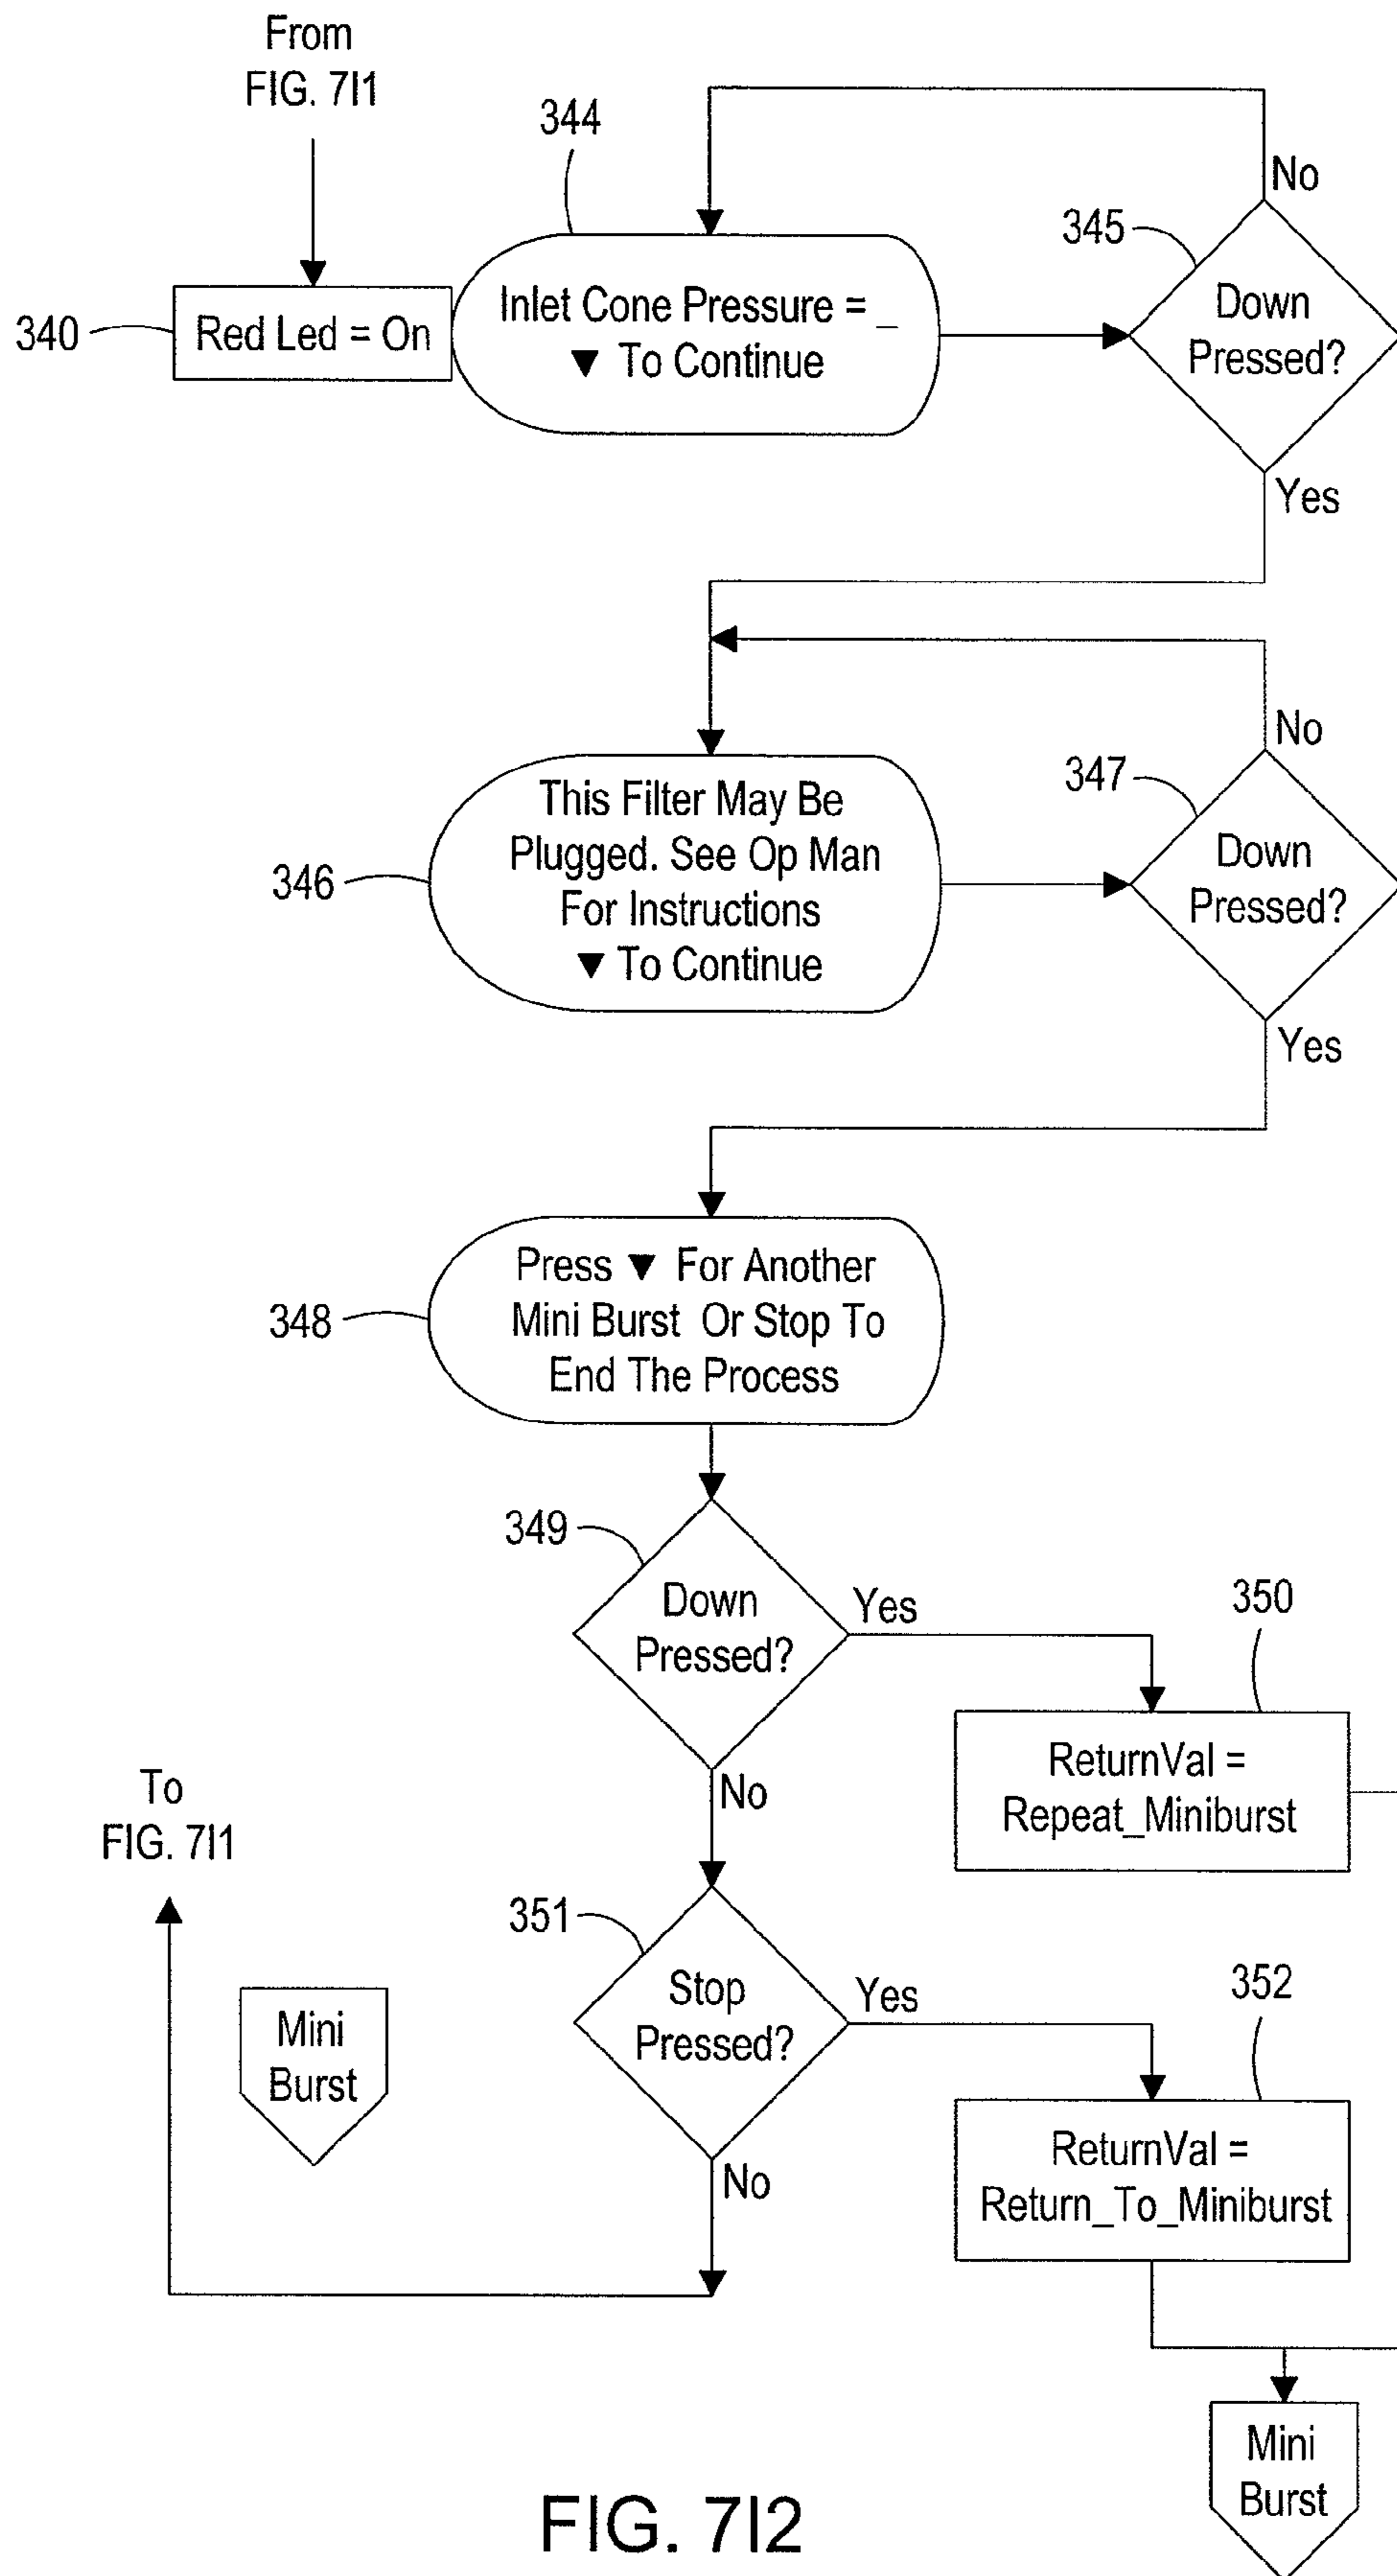 From
FIG. 7I1
344
No
345
340
Red Led = On
Inlet Cone Pressure = _
▼ To Continue
Down
Pressed?
Yes
No
347
346
This Filter May Be
Plugged. See Op Man
For Instructions
▼ To Continue
Down
Pressed?
Yes
348
Press ▼ For Another
Mini Burst Or Stop To
End The Process
349
Down
Pressed?
Yes
350
ReturnVal =
Repeat_Miniburst
No
To
FIG. 7I1
351
Stop
Pressed?
Yes
352
ReturnVal =
Return_To_Miniburst
Mini
Burst
No
Mini
Burst
FIG. 7I2